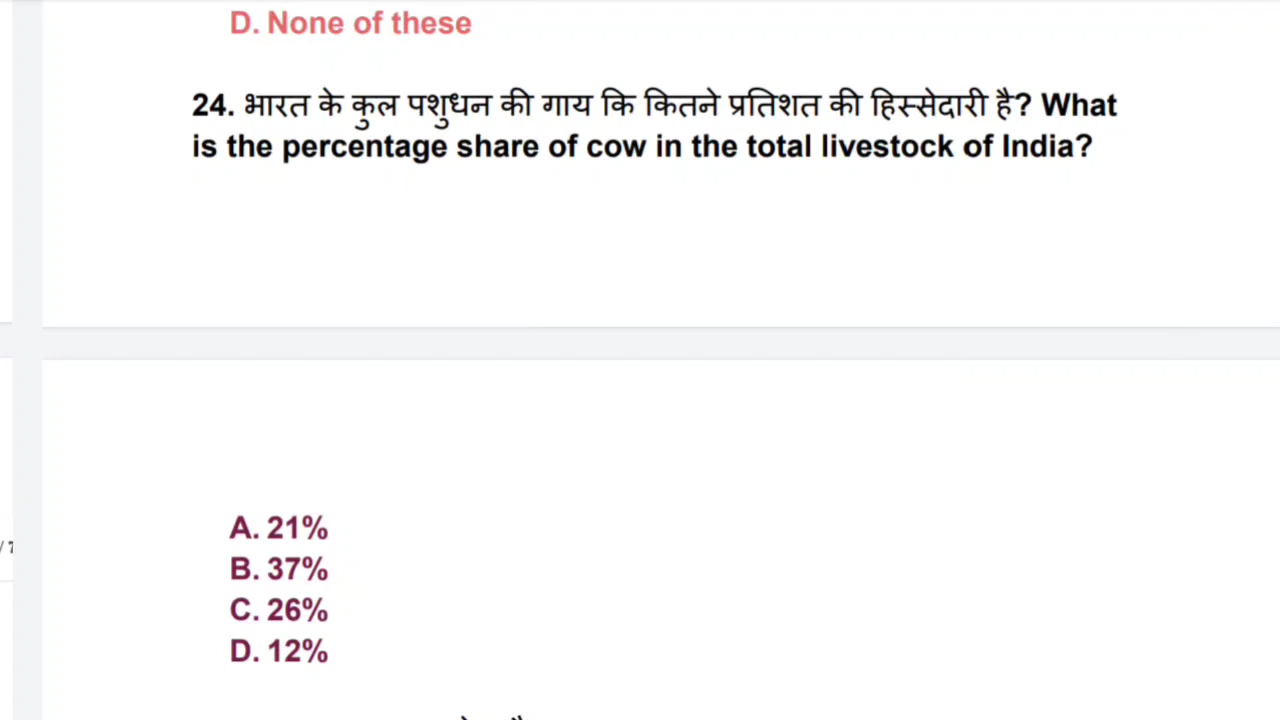 D. None of these
24. भारत के कुल पशुधन की गाय कि कितने प्रतिशत की हिस्सेदारी है? What
is the percentage share of cow in the total livestock of India?
A. 21%
B. 37%
C. 26%
D. 12%